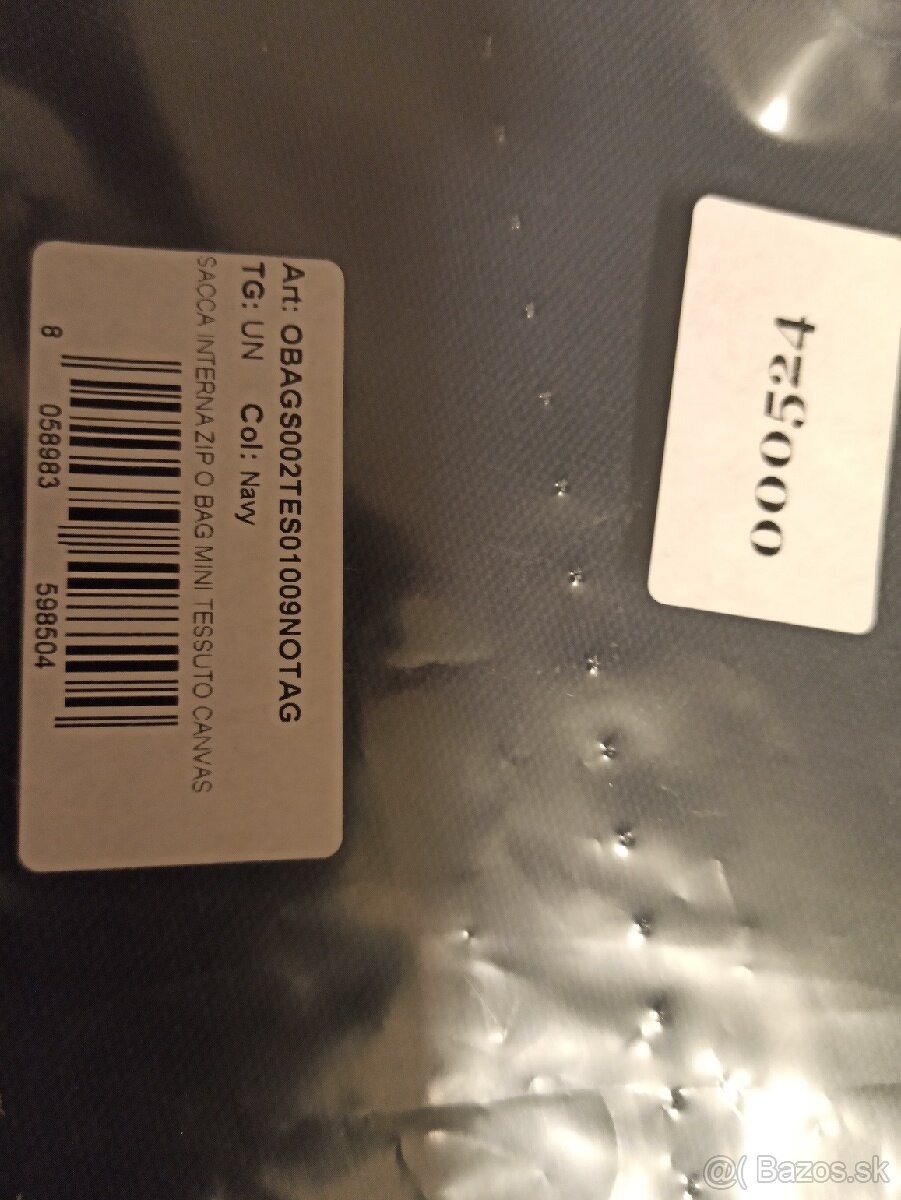 Art: OBAGS002TES01009NOTAG
TG: UN Col: Navy
SACCA INTERNA ZIP O BAG MINI TESSUTO CANVAS
8 058983 598504
000524
@( Bazos.sk